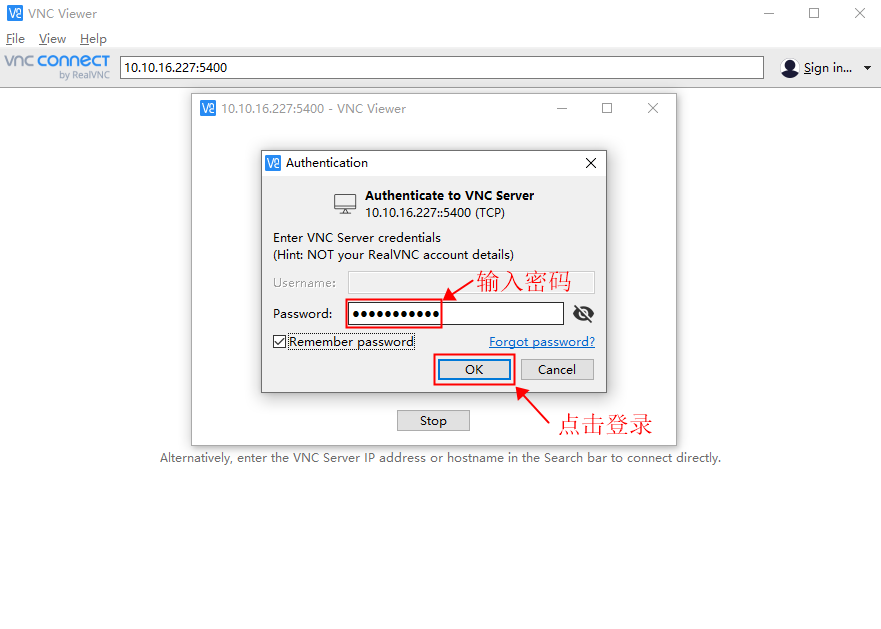 VNC Viewer
File View Help
vnc connect
by RealVNC
10.10.16.227:5400
Sign in...
10.10.16.227:5400 - VNC Viewer
Authentication
Authenticate to VNC Server
10.10.16.227::5400 (TCP)
Enter VNC Server credentials
(Hint: NOT your RealVNC account details)
Username:
输入密码
Password: ●●●●●●●●●●●
Remember password Forgot password?
OK Cancel
Stop
点击登录
Alternatively, enter the VNC Server IP address or hostname in the Search bar to connect directly.